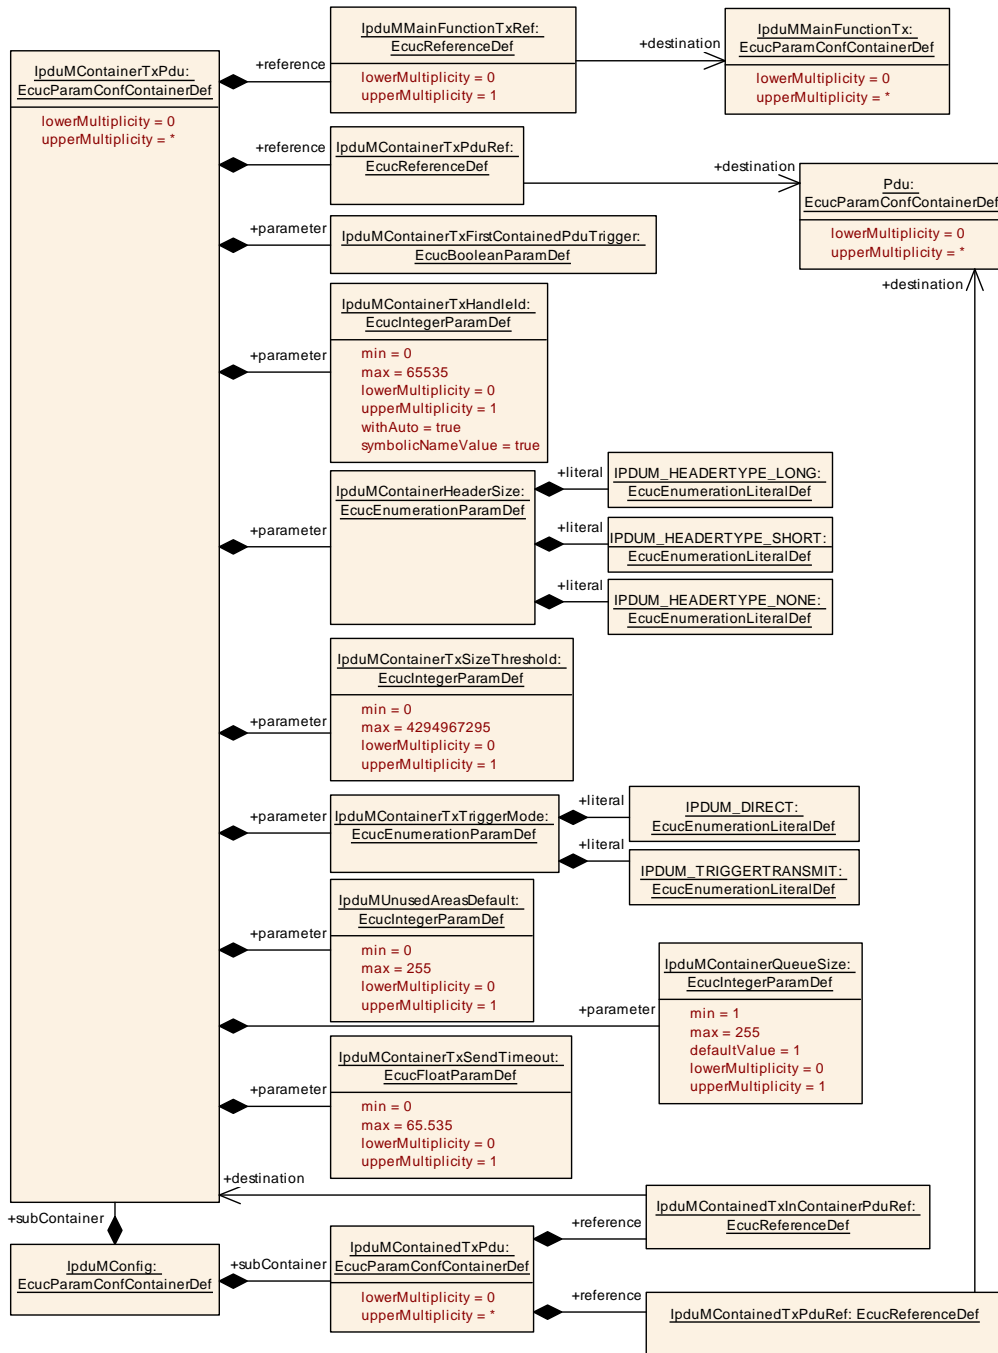 IpduMMainFunctionTxRef:
EcucReferenceDef
lowerMultiplicity = 0
upperMultiplicity = 1
+destination
IpduMMainFunctionTx:
EcucParamConfContainerDef
lowerMultiplicity = 0
upperMultiplicity = *
IpduMContainerTxPdu:
EcucParamConfContainerDef
lowerMultiplicity = 0
upperMultiplicity = *
+reference
+reference
IpduMContainerTxPduRef:
EcucReferenceDef
+destination
Pdu:
EcucParamConfContainerDef
lowerMultiplicity = 0
upperMultiplicity = *
+destination
+parameter
IpduMContainerTxFirstContainedPduTrigger:
EcucBooleanParamDef
+parameter
IpduMContainerTxHandleId:
EcucIntegerParamDef
min = 0
max = 65535
lowerMultiplicity = 0
upperMultiplicity = 1
withAuto = true
symbolicNameValue = true
+parameter
IpduMContainerHeaderSize:
EcucEnumerationParamDef
+literal
IPDUM_HEADERTYPE_LONG:
EcucEnumerationLiteralDef
+literal
IPDUM_HEADERTYPE_SHORT:
EcucEnumerationLiteralDef
+literal
IPDUM_HEADERTYPE_NONE:
EcucEnumerationLiteralDef
+parameter
IpduMContainerTxSizeThreshold:
EcucIntegerParamDef
min = 0
max = 4294967295
lowerMultiplicity = 0
upperMultiplicity = 1
+parameter
IpduMContainerTxTriggerMode:
EcucEnumerationParamDef
+literal
IPDUM_DIRECT:
EcucEnumerationLiteralDef
+literal
IPDUM_TRIGGERTRANSMIT:
EcucEnumerationLiteralDef
+parameter
IpduMUnusedAreasDefault:
EcucIntegerParamDef
min = 0
max = 255
lowerMultiplicity = 0
upperMultiplicity = 1
+parameter
IpduMContainerQueueSize:
EcucIntegerParamDef
min = 1
max = 255
defaultValue = 1
lowerMultiplicity = 0
upperMultiplicity = 1
+parameter
IpduMContainerTxSendTimeout:
EcucFloatParamDef
min = 0
max = 65.535
lowerMultiplicity = 0
upperMultiplicity = 1
+destination
+subContainer
IpduMConfig:
EcucParamConfContainerDef
+subContainer
IpduMContainedTxPdu:
EcucParamConfContainerDef
lowerMultiplicity = 0
upperMultiplicity = *
+reference
IpduMContainedTxInContainerPduRef:
EcucReferenceDef
+reference
IpduMContainedTxPduRef: EcucReferenceDef